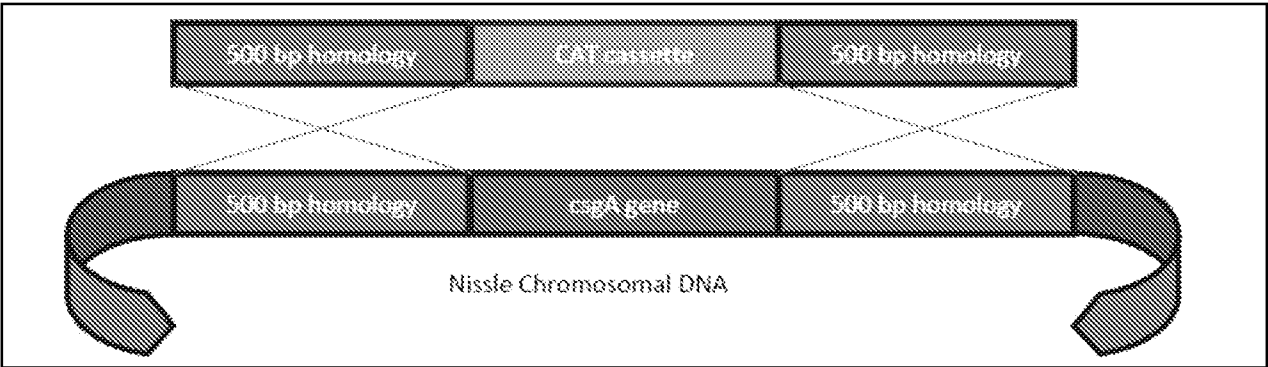 500 bp homology CAT cassette 500 bp homology
500 bp homology csgA gene 500 bp homology
Nissle Chromosomal DNA